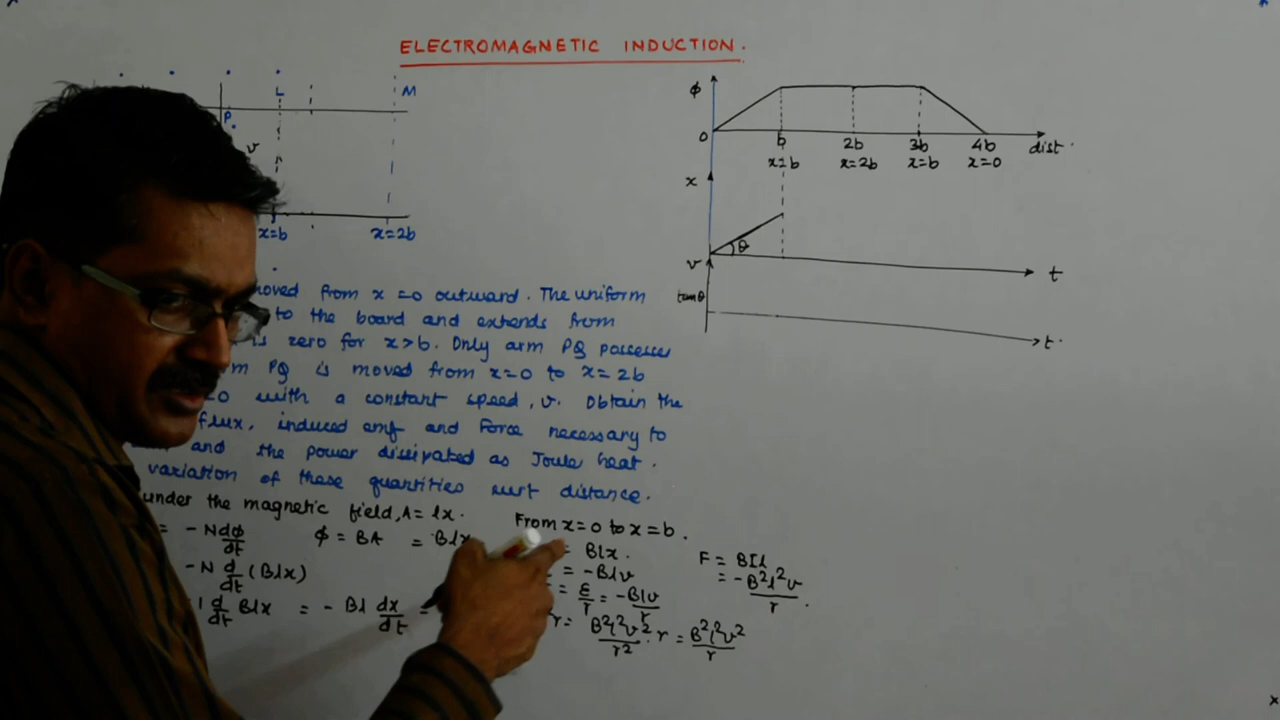 ELECTROMAGNETIC INDUCTION.
L M
P
v
x=b x=2b
moved from x=0 outward. The uniform
to the board and extends from
is zero for x>b. Only arm PQ possesses
PQ is moved from x=0 to x=2b
with a constant speed, v. Obtain the
flux, induced emf and Force necessary to
and the power dissipated as Joule heat.
variation of these quantities wrt distance.
under the magnetic field, A = lx.
= -N dϕ/dt ϕ = BA = Blx
-N d/dt (Blx)
d/dt Blx = - Bl dx/dt =
From x=0 to x=b.
= Blx.
= -Blv
= ε/r = -Blv/r
r = B²l²v²/r² . r = B²l²v²/r
F = BIl
= -B²l²v/r.
ϕ
0 b 2b 3b 4b dist.
x=b x=2b x=b x=0
x
θ
v t
tanθ
t.